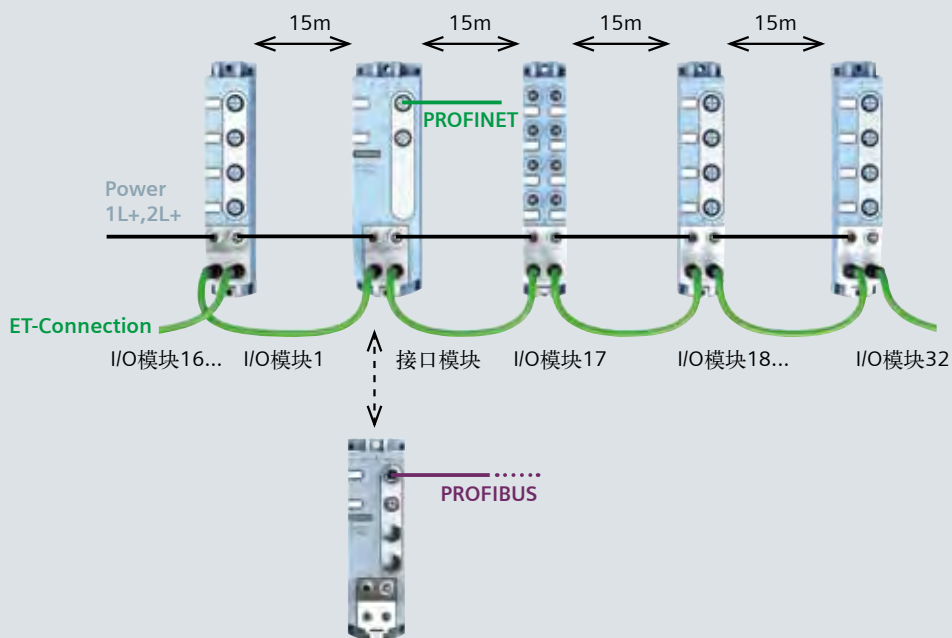 15m
15m
15m
15m
PROFINET
Power
1L+,2L+
ET-Connection
I/O模块16...
I/O模块1
接口模块
I/O模块17
I/O模块18...
I/O模块32
PROFIBUS